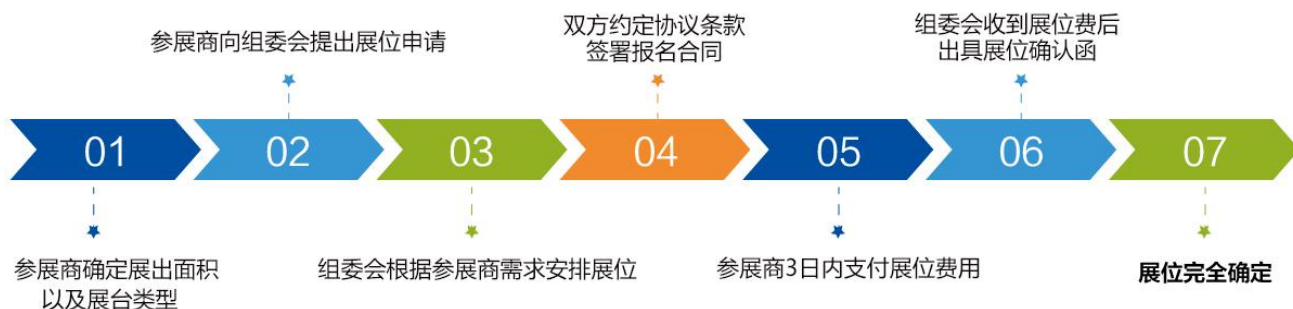 参展商向组委会提出展位申请
双方约定协议条款
签署报名合同
组委会收到展位费后
出具展位确认函
01
02
03
04
05
06
07
参展商确定展出面积
以及展台类型
组委会根据参展商需求安排展位
参展商3日内支付展位费用
展位完全确定